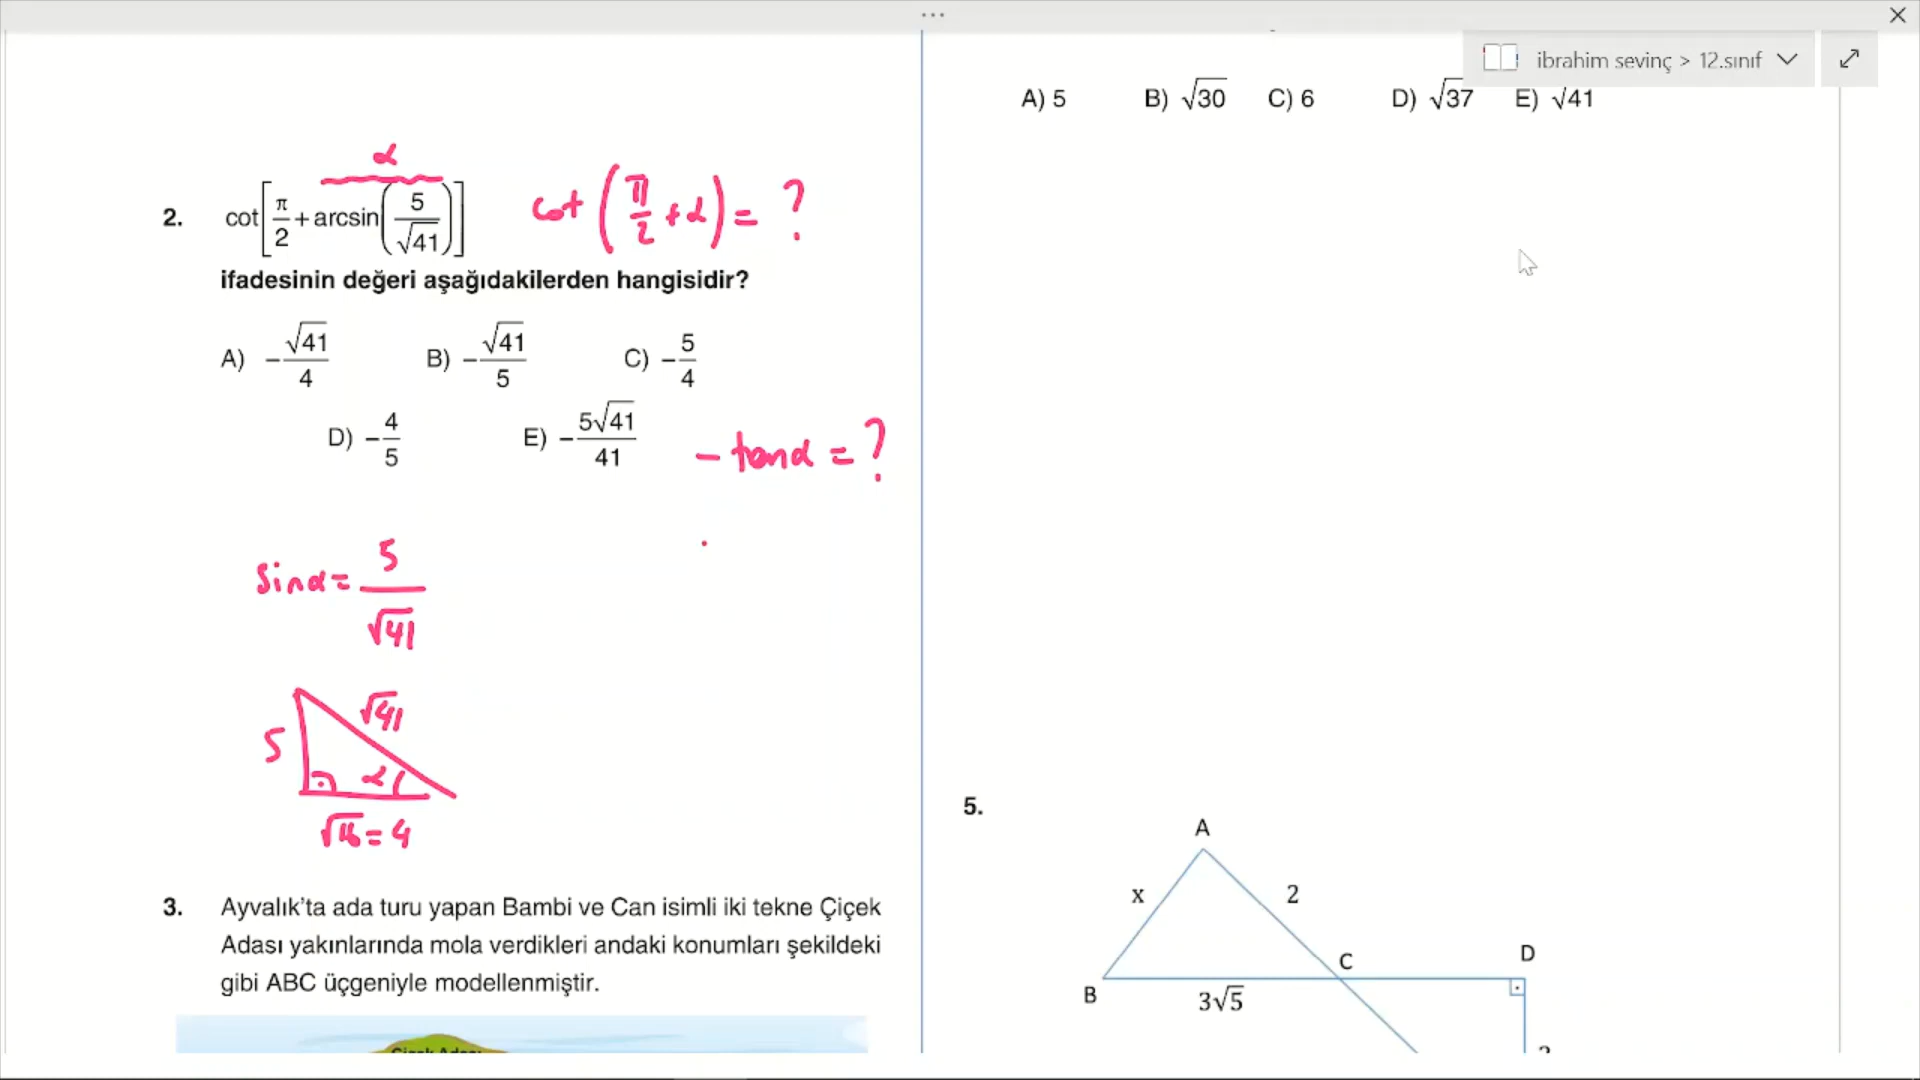 ibrahim sevinç > 12.sınıf
α
2. cot[π/2 + arcsin(5/√41)]
cot(π/2 + α) = ?
ifadesinin değeri aşağıdakilerden hangisidir?
A) -√41/4 B) -√41/5 C) -5/4
D) -4/5 E) -5√41/41
- tanα = ?
sinα = 5/√41
√41
5
α
√16 = 4
3. Ayvalık'ta ada turu yapan Bambi ve Can isimli iki tekne Çiçek
Adası yakınlarında mola verdikleri andaki konumları şekildeki
gibi ABC üçgeniyle modellenmiştir.
Çiçek Adası
A) 5 B) √30 C) 6 D) √37 E) √41
5.
A
x 2
C D
B 3√5